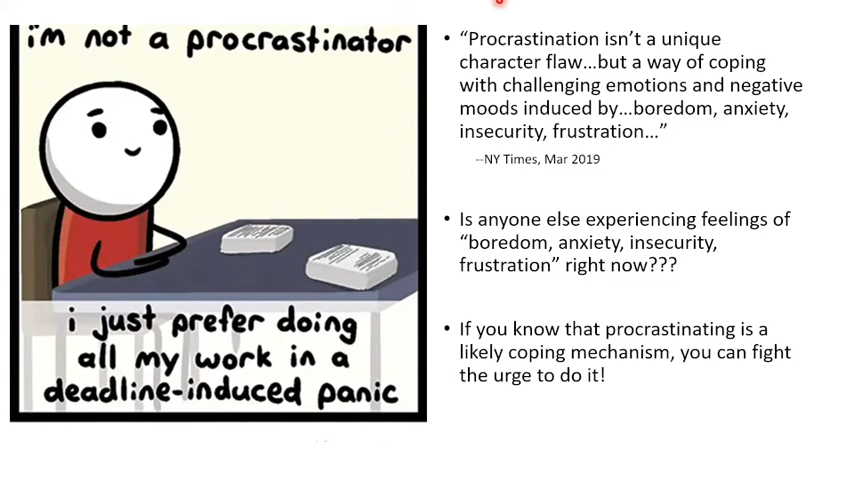 i'm not a procrastinator
i just prefer doing
all my work in a
deadline-induced panic
• “Procrastination isn’t a unique
character flaw…but a way of coping
with challenging emotions and negative
moods induced by…boredom, anxiety,
insecurity, frustration…”
--NY Times, Mar 2019
• Is anyone else experiencing feelings of
“boredom, anxiety, insecurity,
frustration” right now???
• If you know that procrastinating is a
likely coping mechanism, you can fight
the urge to do it!